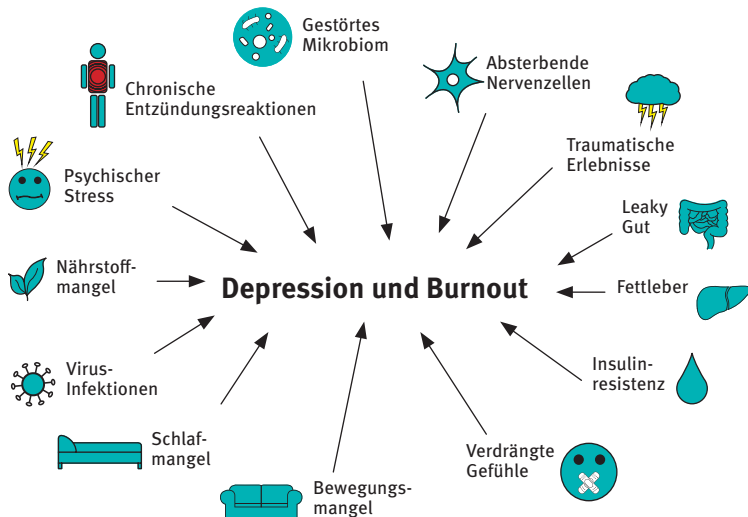 Gestörtes
Mikrobiom
Absterbende
Nervenzellen
Chronische
Entzündungsreaktionen
Traumatische
Erlebnisse
Psychischer
Stress
Leaky
Gut
Nährstoff-
mangel
Depression und Burnout
Fettleber
Virus-
Infektionen
Insulin-
resistenz
Schlaf-
mangel
Verdrängte
Gefühle
Bewegungs-
mangel